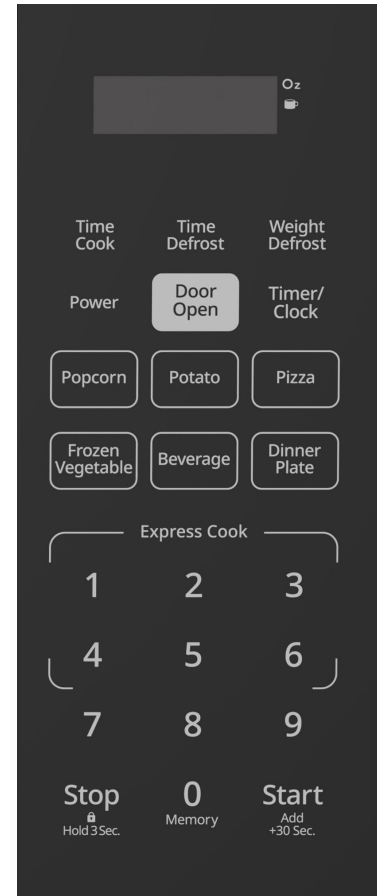 Oz
Time Cook
Time Defrost
Weight Defrost
Power
Door Open
Timer/ Clock
Popcorn
Potato
Pizza
Frozen Vegetable
Beverage
Dinner Plate
Express Cook
1 2 3
4 5 6
7 8 9
Stop
Hold 3 Sec.
0
Memory
Start
Add
+30 Sec.